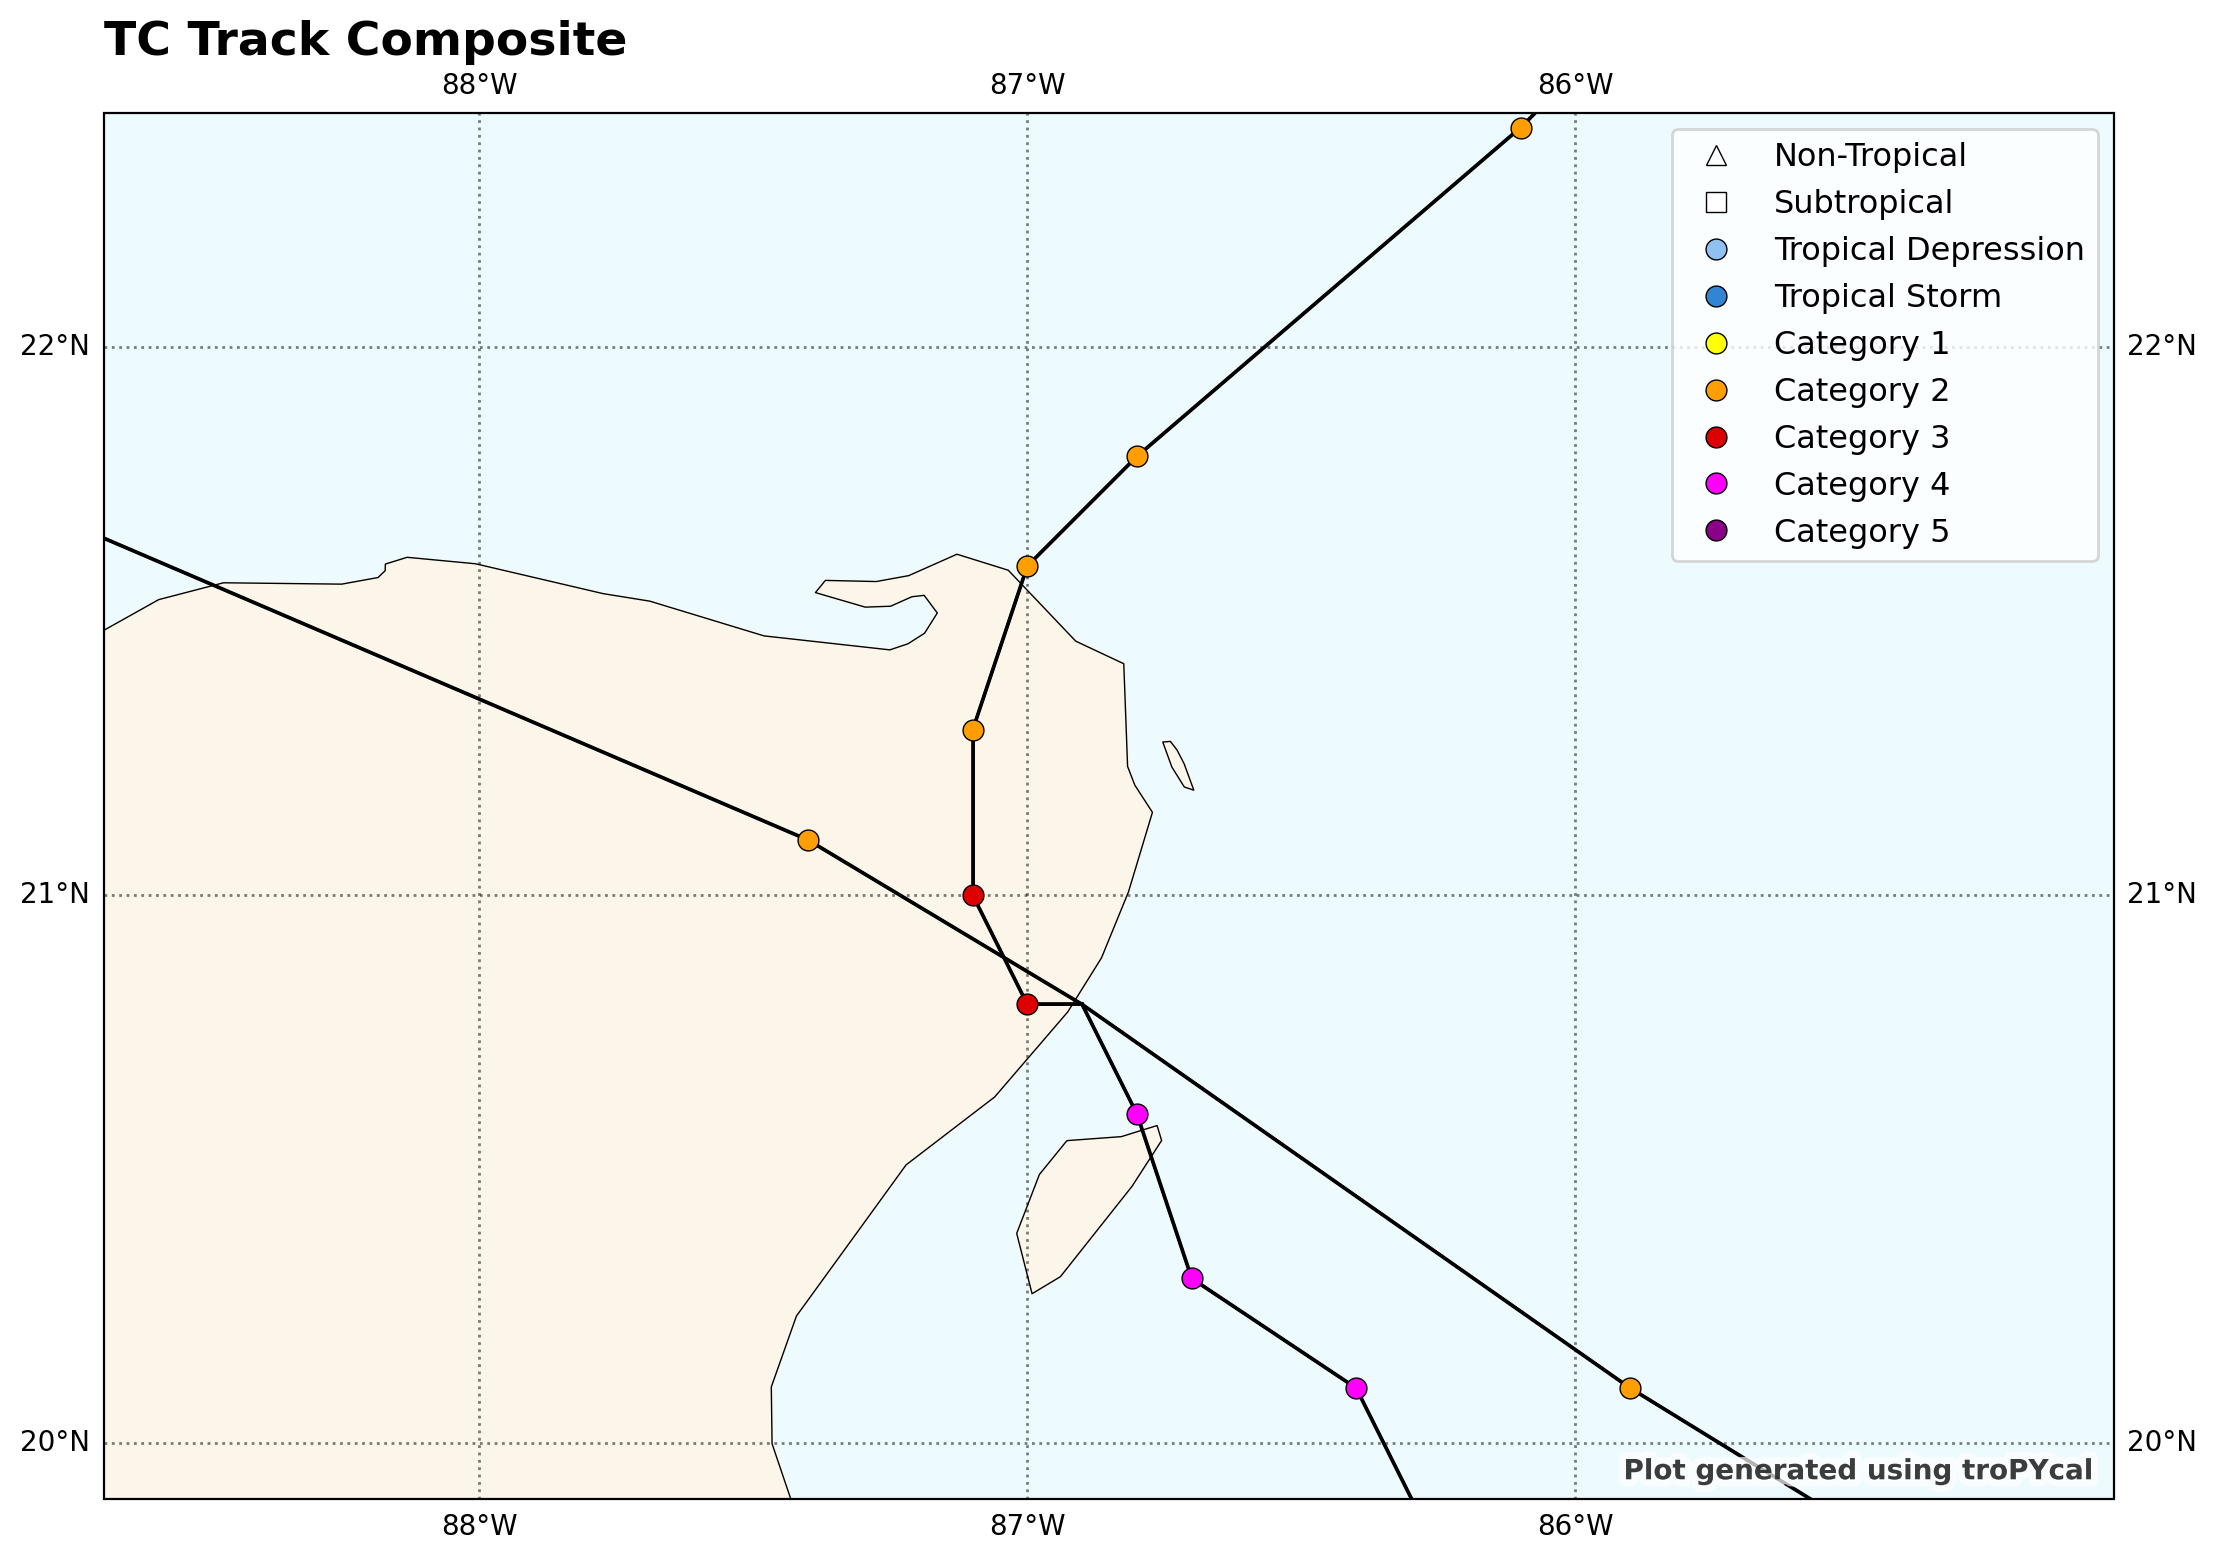 TC Track Composite
88°W 87°W 86°W
Non-Tropical
Subtropical
Tropical Depression
Tropical Storm
22°N Category 1 22°N
Category 2
Category 3
Category 4
Category 5
21°N 21°N
20°N 20°N
Plot generated using troPYcal
88°W 87°W 86°W